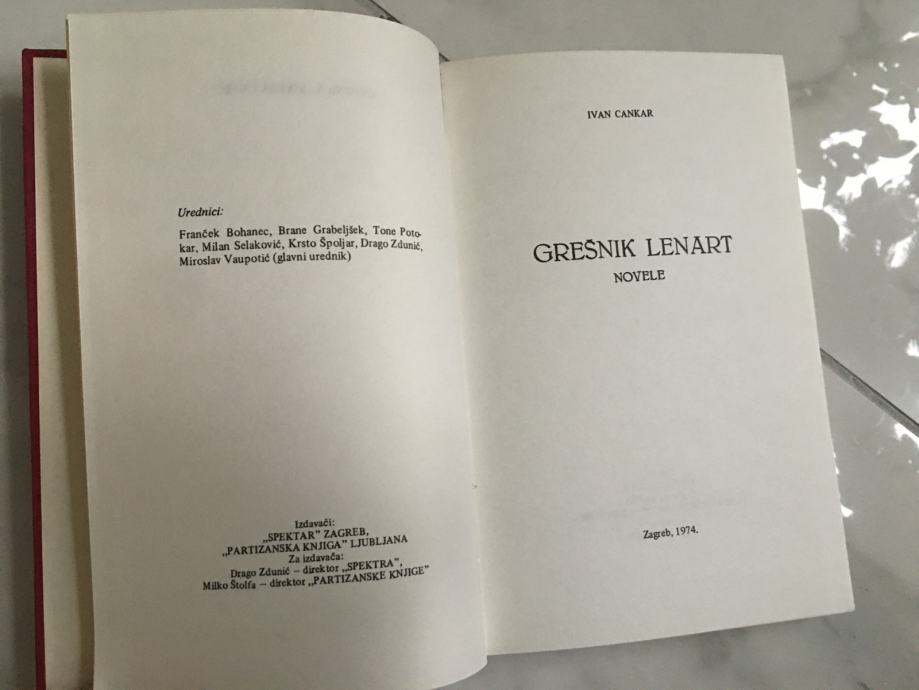 Urednici:
Franček Bohanec, Brane Grabeljšek, Tone Poto-
kar, Milan Selaković, Krsto Špoljar, Drago Zdunić,
Miroslav Vaupotić (glavni urednik)
Izdavači:
„SPEKTAR” ZAGREB,
„PARTIZANSKA KNJIGA” LJUBLJANA
Za izdavača:
Drago Zdunić — direktor „SPEKTRA”,
Milko Štolfa — direktor „PARTIZANSKE KNJIGE”
IVAN CANKAR
GREŠNIK LENART
NOVELE
Zagreb, 1974.